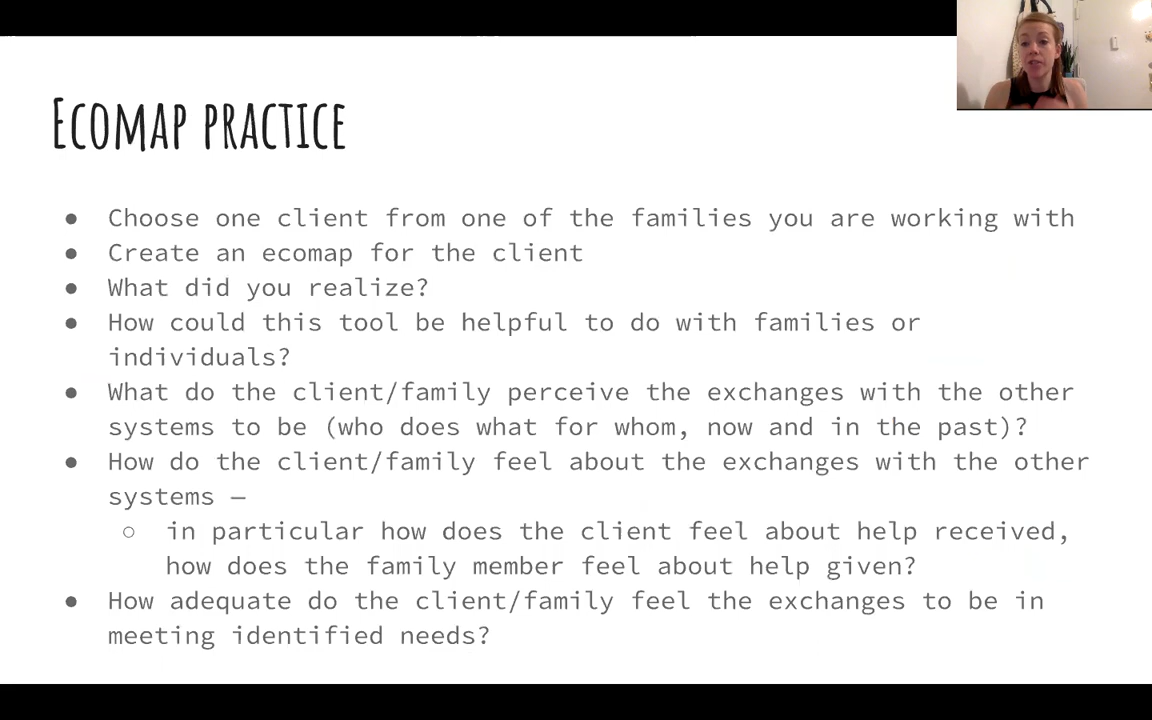 Ecomap practice
● Choose one client from one of the families you are working with
● Create an ecomap for the client
● What did you realize?
● How could this tool be helpful to do with families or
individuals?
● What do the client/family perceive the exchanges with the other
systems to be (who does what for whom, now and in the past)?
● How do the client/family feel about the exchanges with the other
systems —
○ in particular how does the client feel about help received,
how does the family member feel about help given?
● How adequate do the client/family feel the exchanges to be in
meeting identified needs?